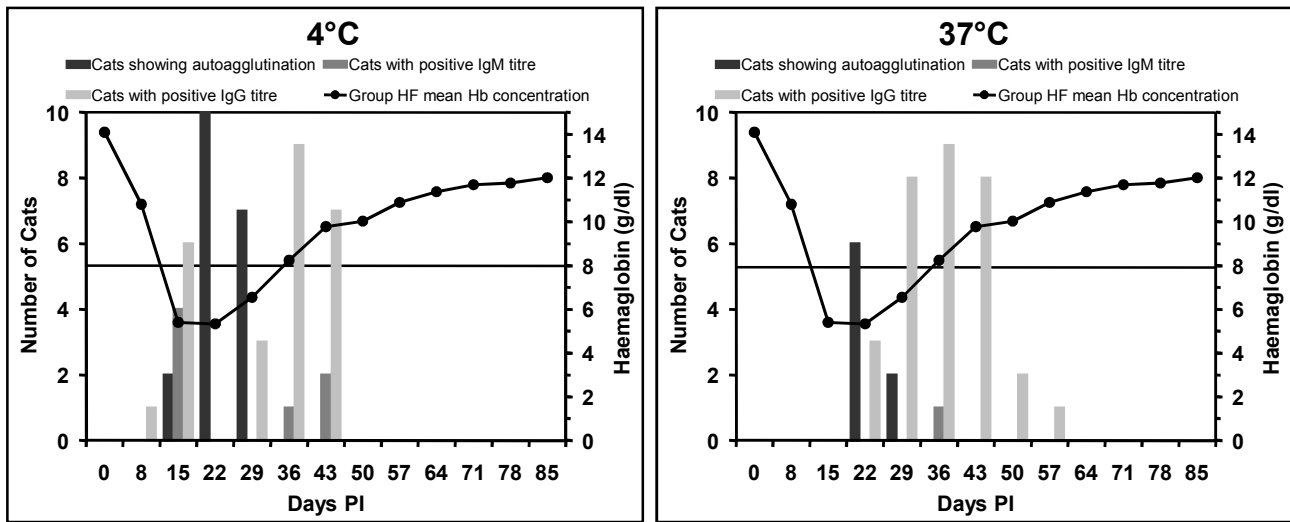 4°C
Cats showing autoagglutination Cats with positive IgM titre
Cats with positive IgG titre Group HF mean Hb concentration
Number of Cats
10
8
6
4
2
0
14
12
10
8
6
4
2
0
Haemaglobin (g/dl)
0 8 15 22 29 36 43 50 57 64 71 78 85
Days PI
37°C
Cats showing autoagglutination Cats with positive IgM titre
Cats with positive IgG titre Group HF mean Hb concentration
Number of Cats
10
8
6
4
2
0
14
12
10
8
6
4
2
0
Haemaglobin (g/dl)
0 8 15 22 29 36 43 50 57 64 71 78 85
Days PI